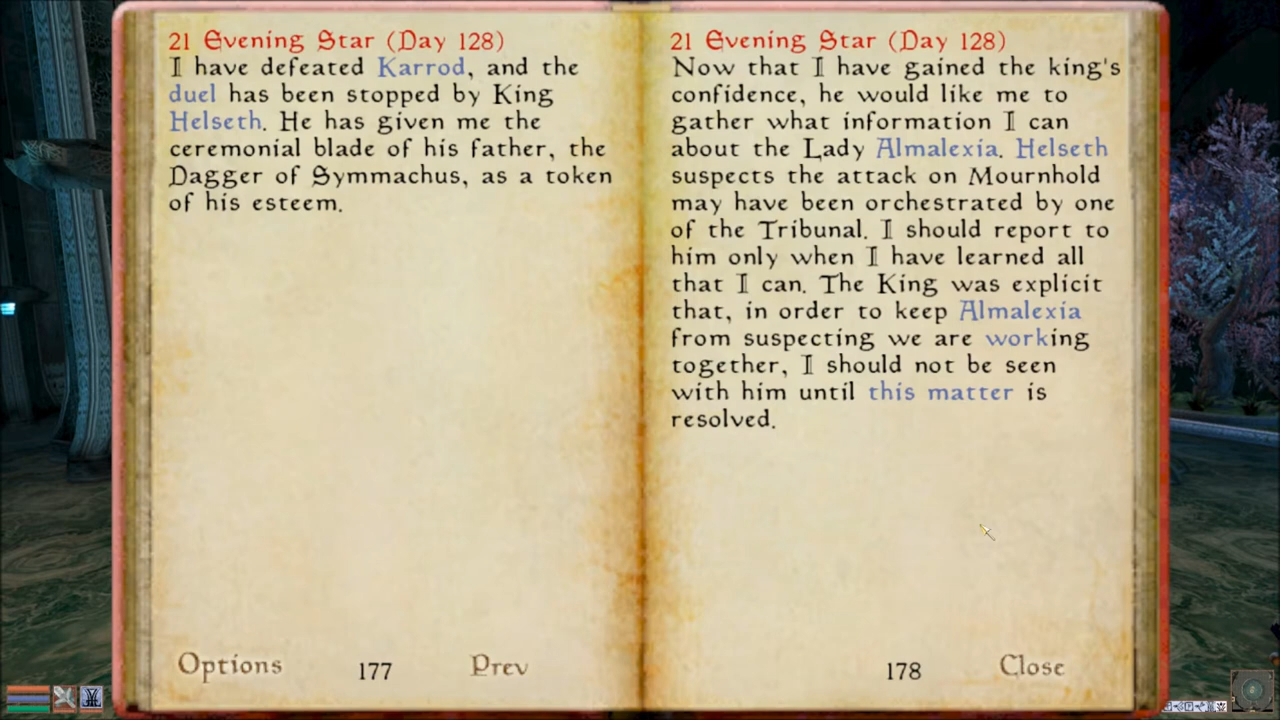 21 Evening Star (Day 128)
I have defeated Karrod, and the
duel has been stopped by King
Helseth. He has given me the
ceremonial blade of his father, the
Dagger of Symmachus, as a token
of his esteem.
21 Evening Star (Day 128)
Now that I have gained the king's
confidence, he would like me to
gather what information I can
about the Lady Almalexia. Helseth
suspects the attack on Mournhold
may have been orchestrated by one
of the Tribunal. I should report to
him only when I have learned all
that I can. The King was explicit
that, in order to keep Almalexia
from suspecting we are working
together, I should not be seen
with him until this matter is
resolved.
Options 177 Prev 178 Close